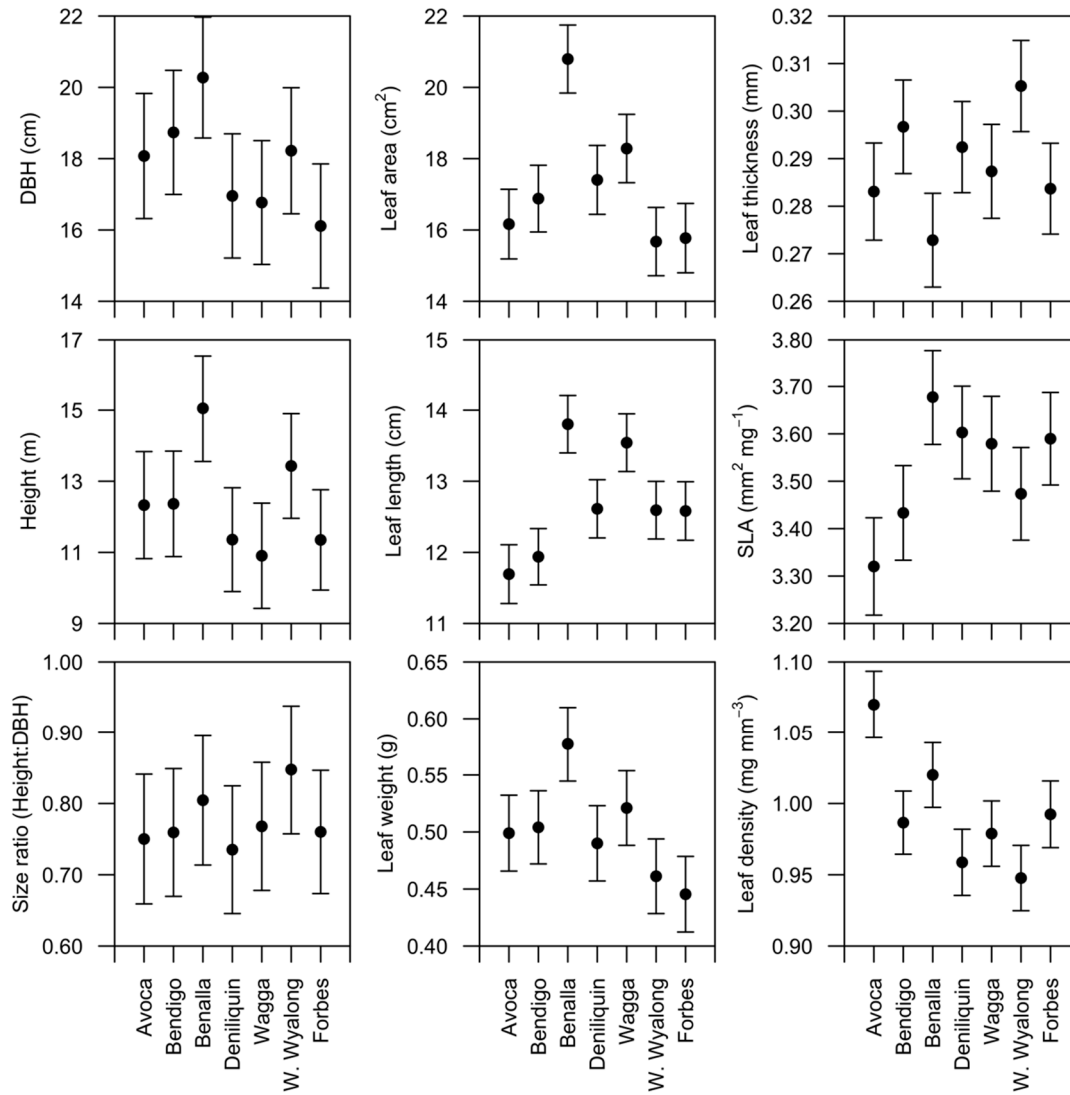 DBH (cm)
22
20
18
16
14
Leaf area (cm²)
22
20
18
16
14
Leaf thickness (mm)
0.32
0.31
0.30
0.29
0.28
0.27
0.26
Height (m)
17
15
13
11
9
Leaf length (cm)
15
14
13
12
11
SLA (mm² mg⁻¹)
3.80
3.70
3.60
3.50
3.40
3.30
3.20
Size ratio (Height:DBH)
1.00
0.90
0.80
0.70
0.60
Leaf weight (g)
0.65
0.60
0.55
0.50
0.45
0.40
Leaf density (mg mm⁻³)
1.10
1.05
1.00
0.95
0.90
Avoca
Bendigo
Benalla
Deniliquin
Wagga
W. Wyalong
Forbes
Avoca
Bendigo
Benalla
Deniliquin
Wagga
W. Wyalong
Forbes
Avoca
Bendigo
Benalla
Deniliquin
Wagga
W. Wyalong
Forbes